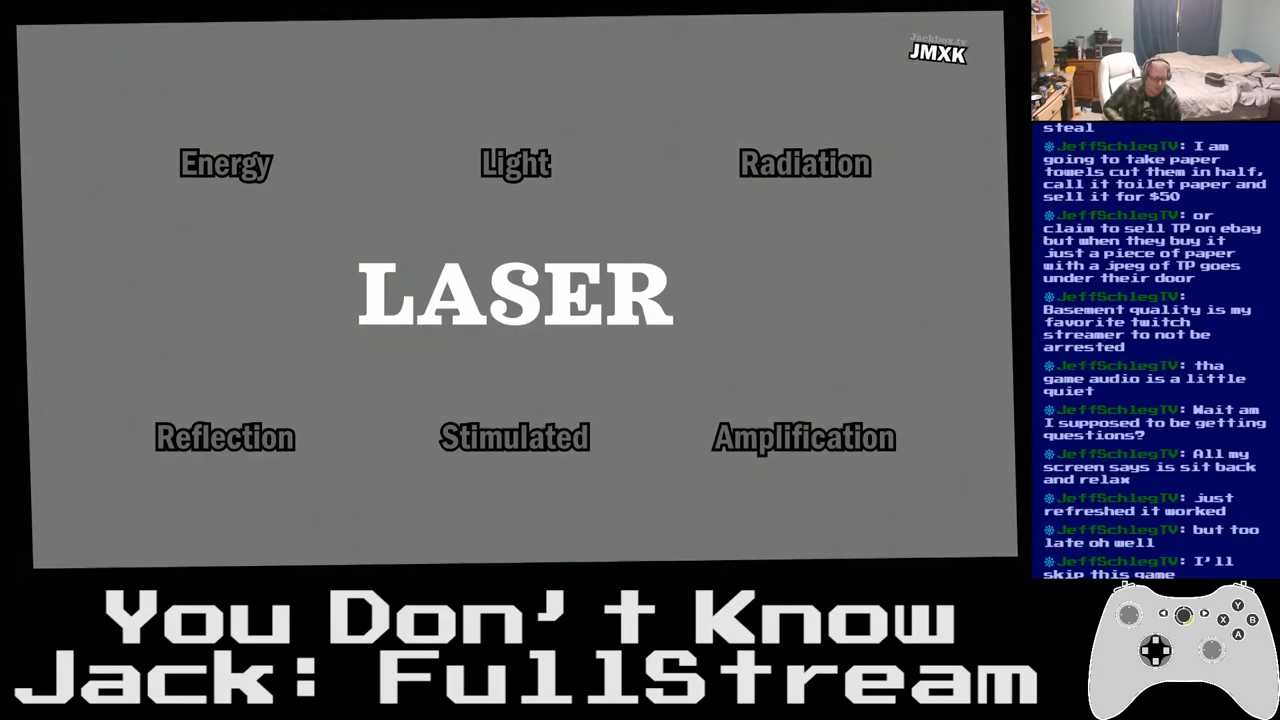 Jackbox.tv
JMXK
Energy
Light
Radiation
LASER
Reflection
Stimulated
Amplification
steal
JeffSchlegTV: I am
going to take paper
towels cut them in half,
call it toilet paper and
sell it for $50
JeffSchlegTV: or
claim to sell TP on ebay
but when they buy it
just a piece of paper
with a jpeg of TP goes
under their door
JeffSchlegTV:
Basement quality is my
favorite twitch
streamer to not be
arrested
JeffSchlegTV: tha
game audio is a little
quiet
JeffSchlegTV: Wait am
I supposed to be getting
questions?
JeffSchlegTV: All my
screen says is sit back
and relax
JeffSchlegTV: just
refreshed it worked
JeffSchlegTV: but too
late oh well
JeffSchlegTV: I'll
skip this game
You Don't Know
Jack: FullStream
Y
X
B
A